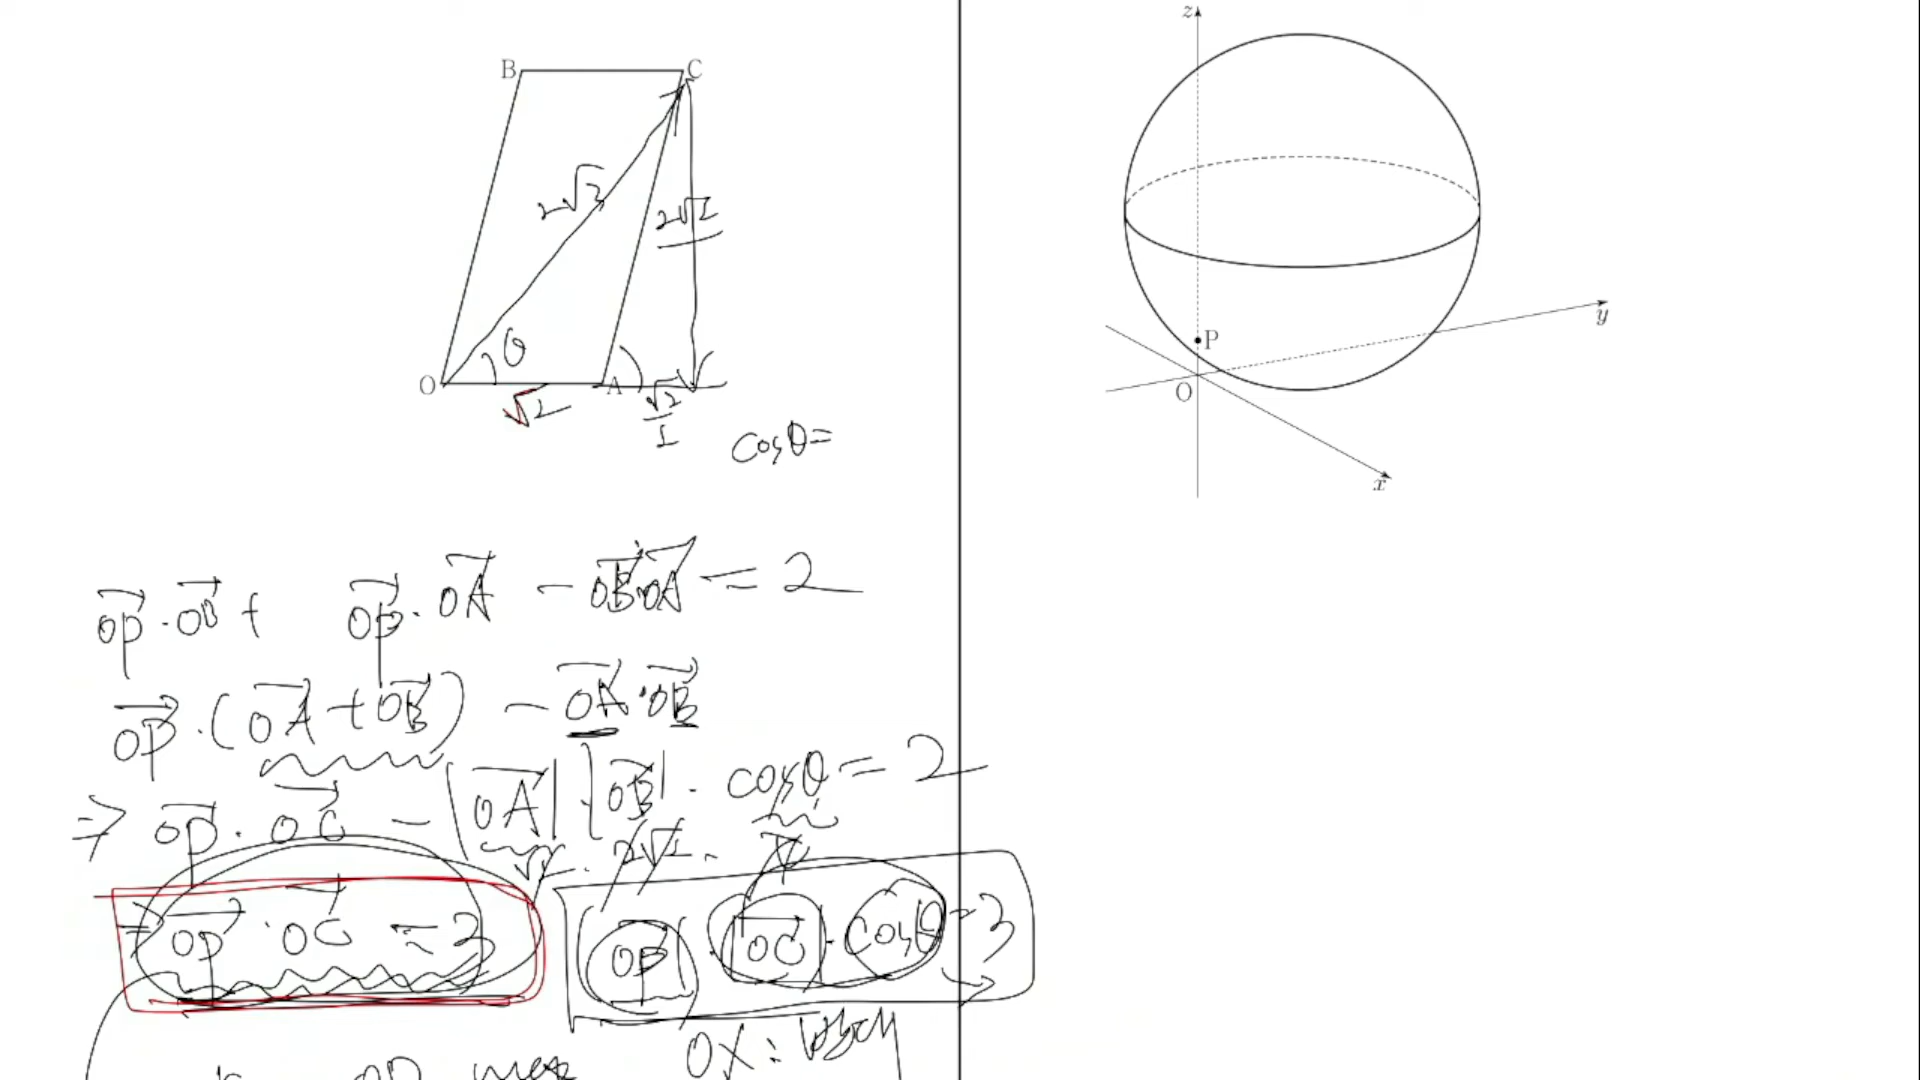 B C
2√3
2√2
θ
O A
√2
√2/2
cosθ=
OP · OB + OP · OA − OB · OA = 2
OP · (OA + OB) − OA · OB
⇒ OP · OC − |OA| |OB| · cosθ = 2
√2 · 2√2 ·
= OP · OC = 3
|OP| · |OC| · cosθ = 3
z
P
y
O
x